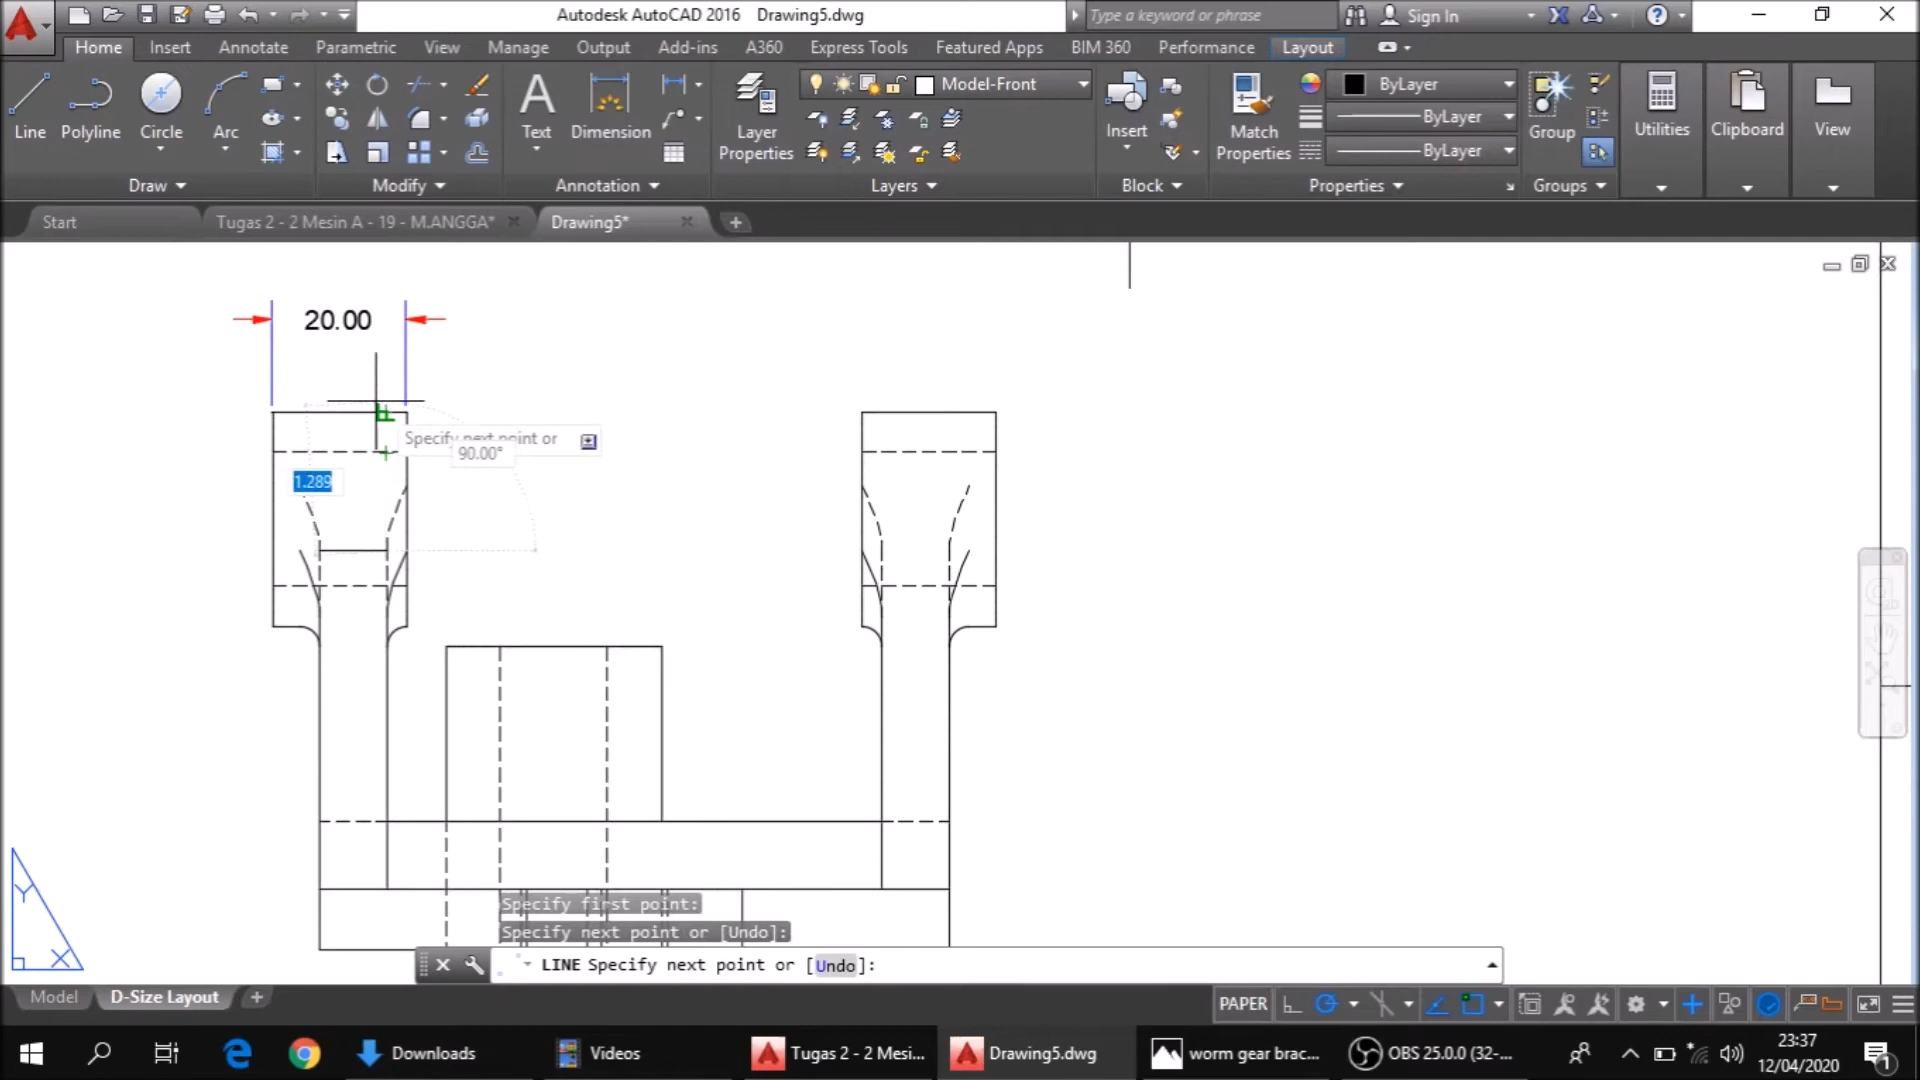 Autodesk AutoCAD 2016 Drawing5.dwg
Type a keyword or phrase
Sign In
Home Insert Annotate Parametric View Manage Output Add-ins A360 Express Tools Featured Apps BIM 360 Performance Layout
Line Polyline Circle Arc
Text Dimension
Layer Properties
Model-Front
Insert
Match Properties
ByLayer
ByLayer
ByLayer
Group
Utilities
Clipboard
View
Draw Modify Annotation Layers Block Properties Groups
Start Tugas 2 - 2 Mesin A - 19 - M.ANGGA* Drawing5*
20.00
Specify next point or
90.00°
1.289
Y
X
Specify first point:
Specify next point or [Undo]:
LINE Specify next point or [Undo]:
Model D-Size Layout
PAPER
Downloads Videos Tugas 2 - 2 Mesi... Drawing5.dwg worm gear brac... OBS 25.0.0 (32-...
23:37
12/04/2020
1